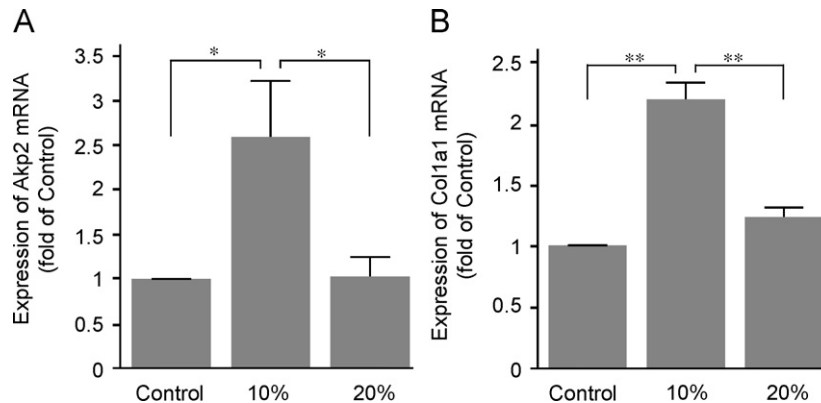 A
Expression of Akp2 mRNA
(fold of Control)
3.5
3
2.5
2
1.5
1
0.5
0
* *
Control 10% 20%
B
Expression of Col1a1 mRNA
(fold of Control)
2.5
2
1.5
1
0.5
0
** **
Control 10% 20%